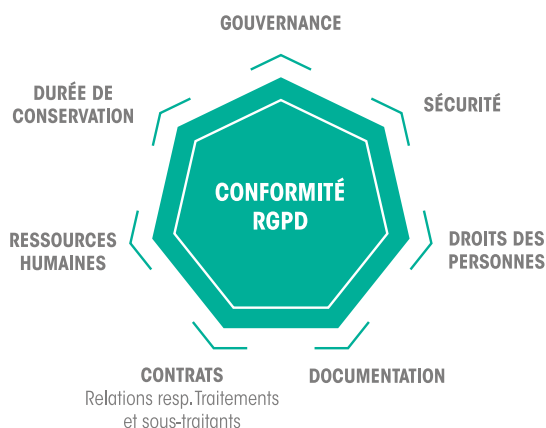 GOUVERNANCE
DURÉE DE
CONSERVATION
SÉCURITÉ
CONFORMITÉ
RGPD
RESSOURCES
HUMAINES
DROITS DES
PERSONNES
CONTRATS
Relations resp. Traitements
et sous-traitants
DOCUMENTATION